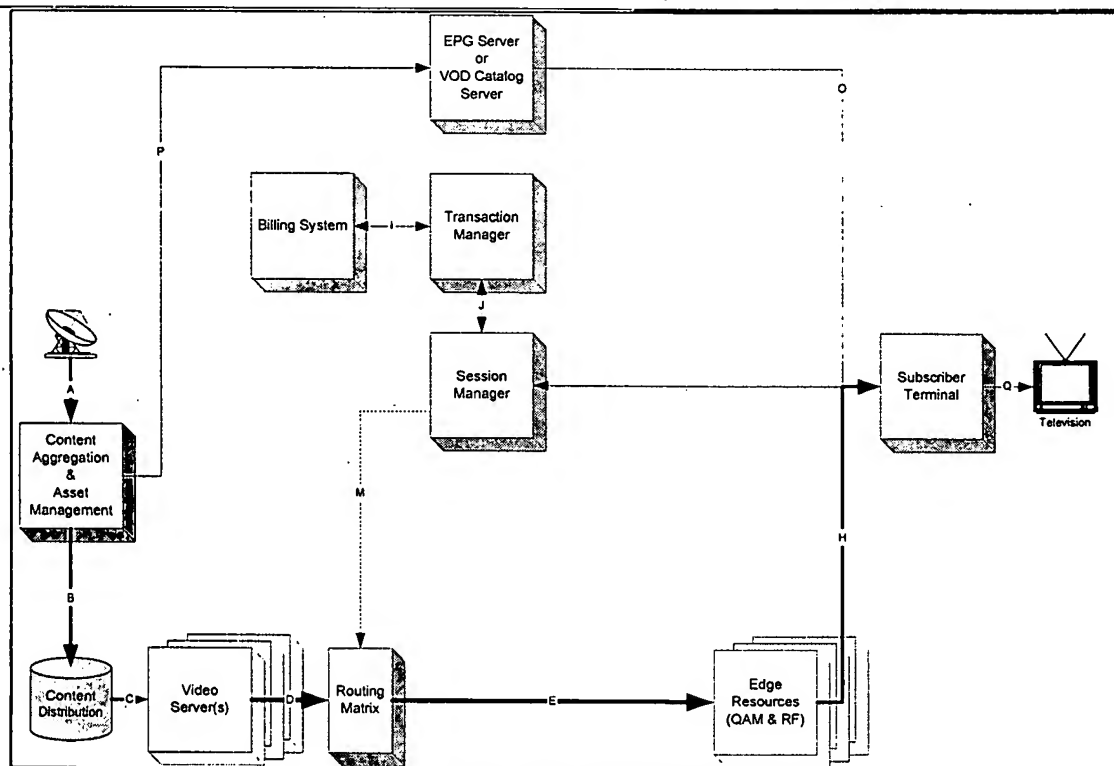 EPG Server
or
VOD Catalog
Server
O
P
Billing System
I
Transaction
Manager
J
A
Session
Manager
Subscriber
Terminal
Q
Television
Content
Aggregation
&
Asset
Management
M
H
B
Content
Distribution
C
Video
Server(s)
D
Routing
Matrix
E
Edge
Resources
(QAM & RF)